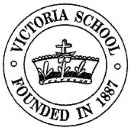 · VICTORIA SCHOOL ·
FOUNDED IN 1887